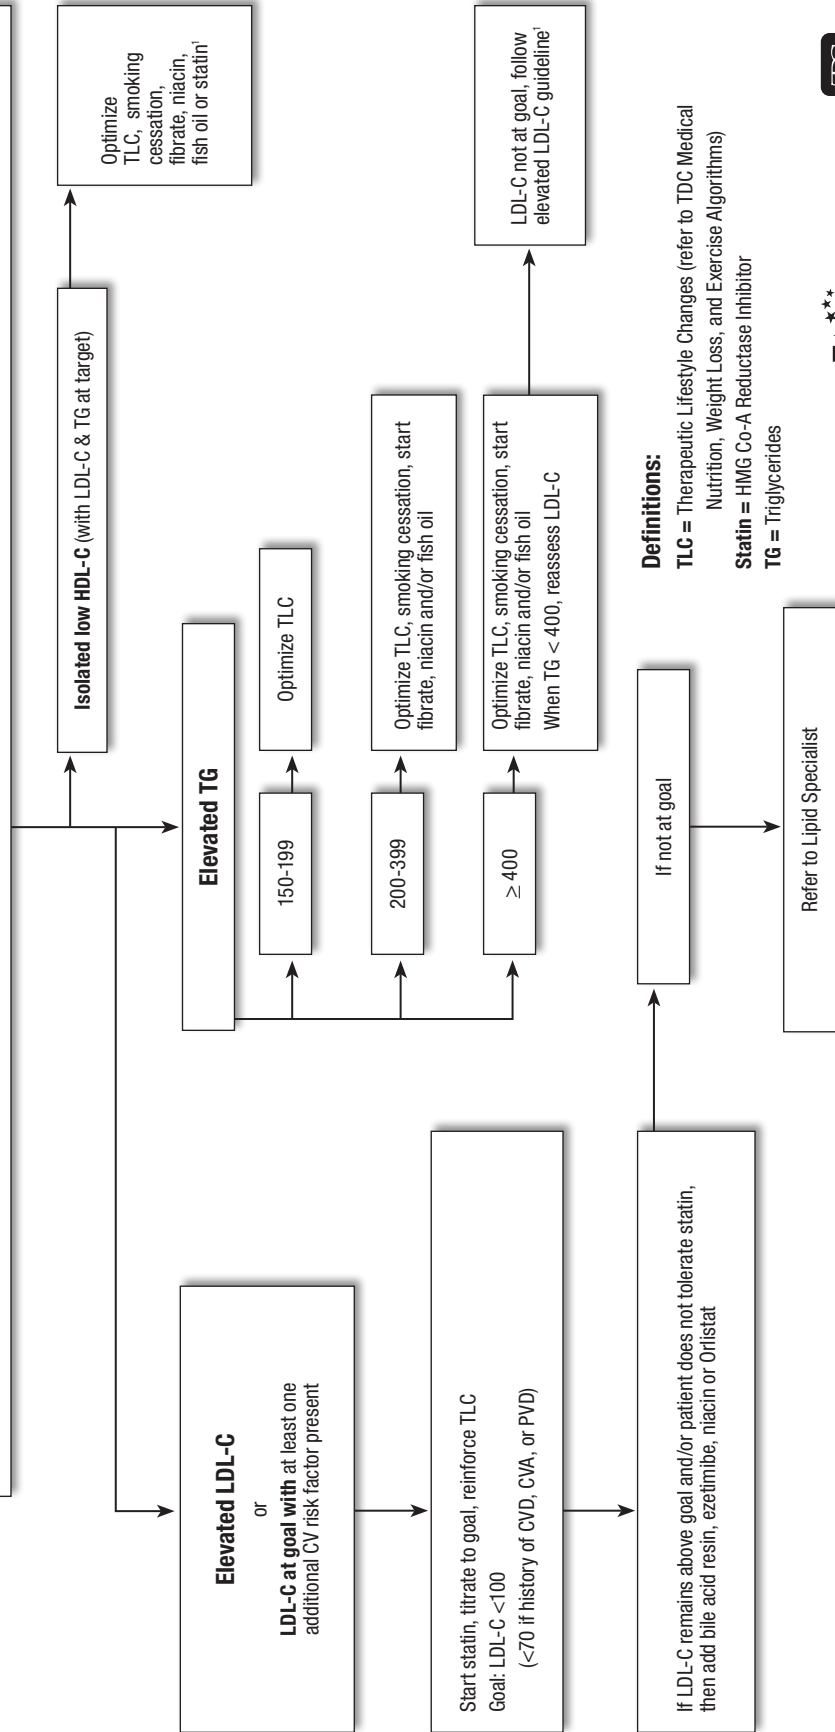 Isolated low HDL-C (with LDL-C & TG at target)
Optimize
TLC, smoking
cessation,
fibrate, niacin,
fish oil or statin¹
Elevated LDL-C
or
LDL-C at goal with at least one
additional CV risk factor present
Elevated TG
150-199
Optimize TLC
200-399
Optimize TLC, smoking cessation, start
fibrate, niacin and/or fish oil
≥ 400
Optimize TLC, smoking cessation, start
fibrate, niacin and/or fish oil
When TG < 400, reassess LDL-C
LDL-C not at goal, follow
elevated LDL-C guideline¹
Start statin, titrate to goal, reinforce TLC
Goal: LDL-C <100
(<70 if history of CVD, CVA, or PVD)
If LDL-C remains above goal and/or patient does not tolerate statin,
then add bile acid resin, ezetimibe, niacin or Orlistat
If not at goal
Refer to Lipid Specialist
Definitions:
TLC = Therapeutic Lifestyle Changes (refer to TDC Medical
Nutrition, Weight Loss, and Exercise Algorithms)
Statin = HMG Co-A Reductase Inhibitor
TG = Triglycerides